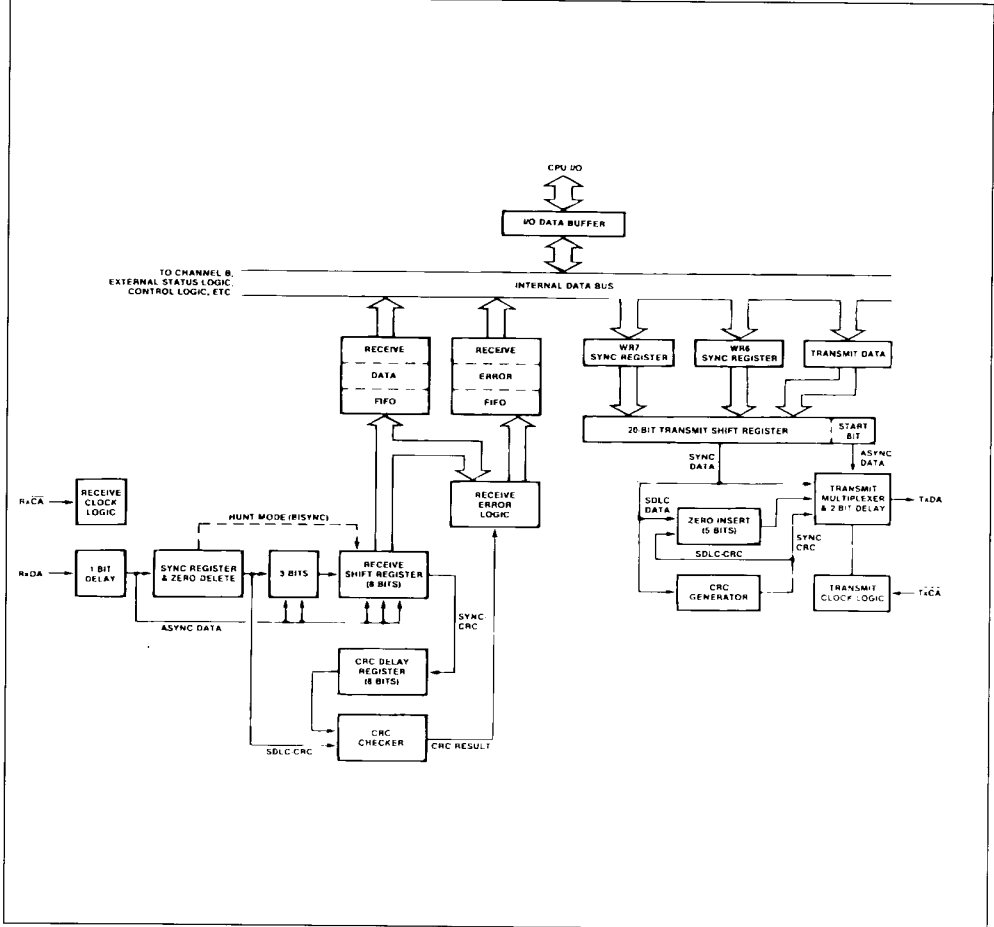 CPU I/O
I/O DATA BUFFER
TO CHANNEL B,
EXTERNAL STATUS LOGIC,
CONTROL LOGIC, ETC
INTERNAL DATA BUS
RECEIVE
DATA
FIFO
RECEIVE
ERROR
FIFO
WR7
SYNC REGISTER
WR6
SYNC REGISTER
TRANSMIT DATA
20-BIT TRANSMIT SHIFT REGISTER
START
BIT
SYNC
DATA
ASYNC
DATA
RxCA
RECEIVE
CLOCK
LOGIC
RECEIVE
ERROR
LOGIC
SDLC
DATA
ZERO INSERT
(5 BITS)
TRANSMIT
MULTIPLEXER
& 2 BIT DELAY
TxDA
HUNT MODE (BISYNC)
RxDA
1 BIT
DELAY
SYNC REGISTER
& ZERO DELETE
3 BITS
RECEIVE
SHIFT REGISTER
(8 BITS)
SDLC-CRC
SYNC
CRC
CRC
GENERATOR
TRANSMIT
CLOCK LOGIC
TxCA
ASYNC DATA
SYNC-
CRC
CRC DELAY
REGISTER
(8 BITS)
CRC
CHECKER
SDLC-CRC
CRC RESULT